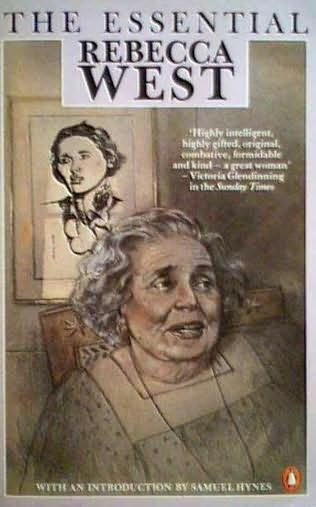 THE ESSENTIAL
REBECCA
WEST
'Highly intelligent,
highly gifted, original,
combative, formidable
and kind – a great woman'
– Victoria Glendinning
in the Sunday Times
WITH AN INTRODUCTION BY SAMUEL HYNES